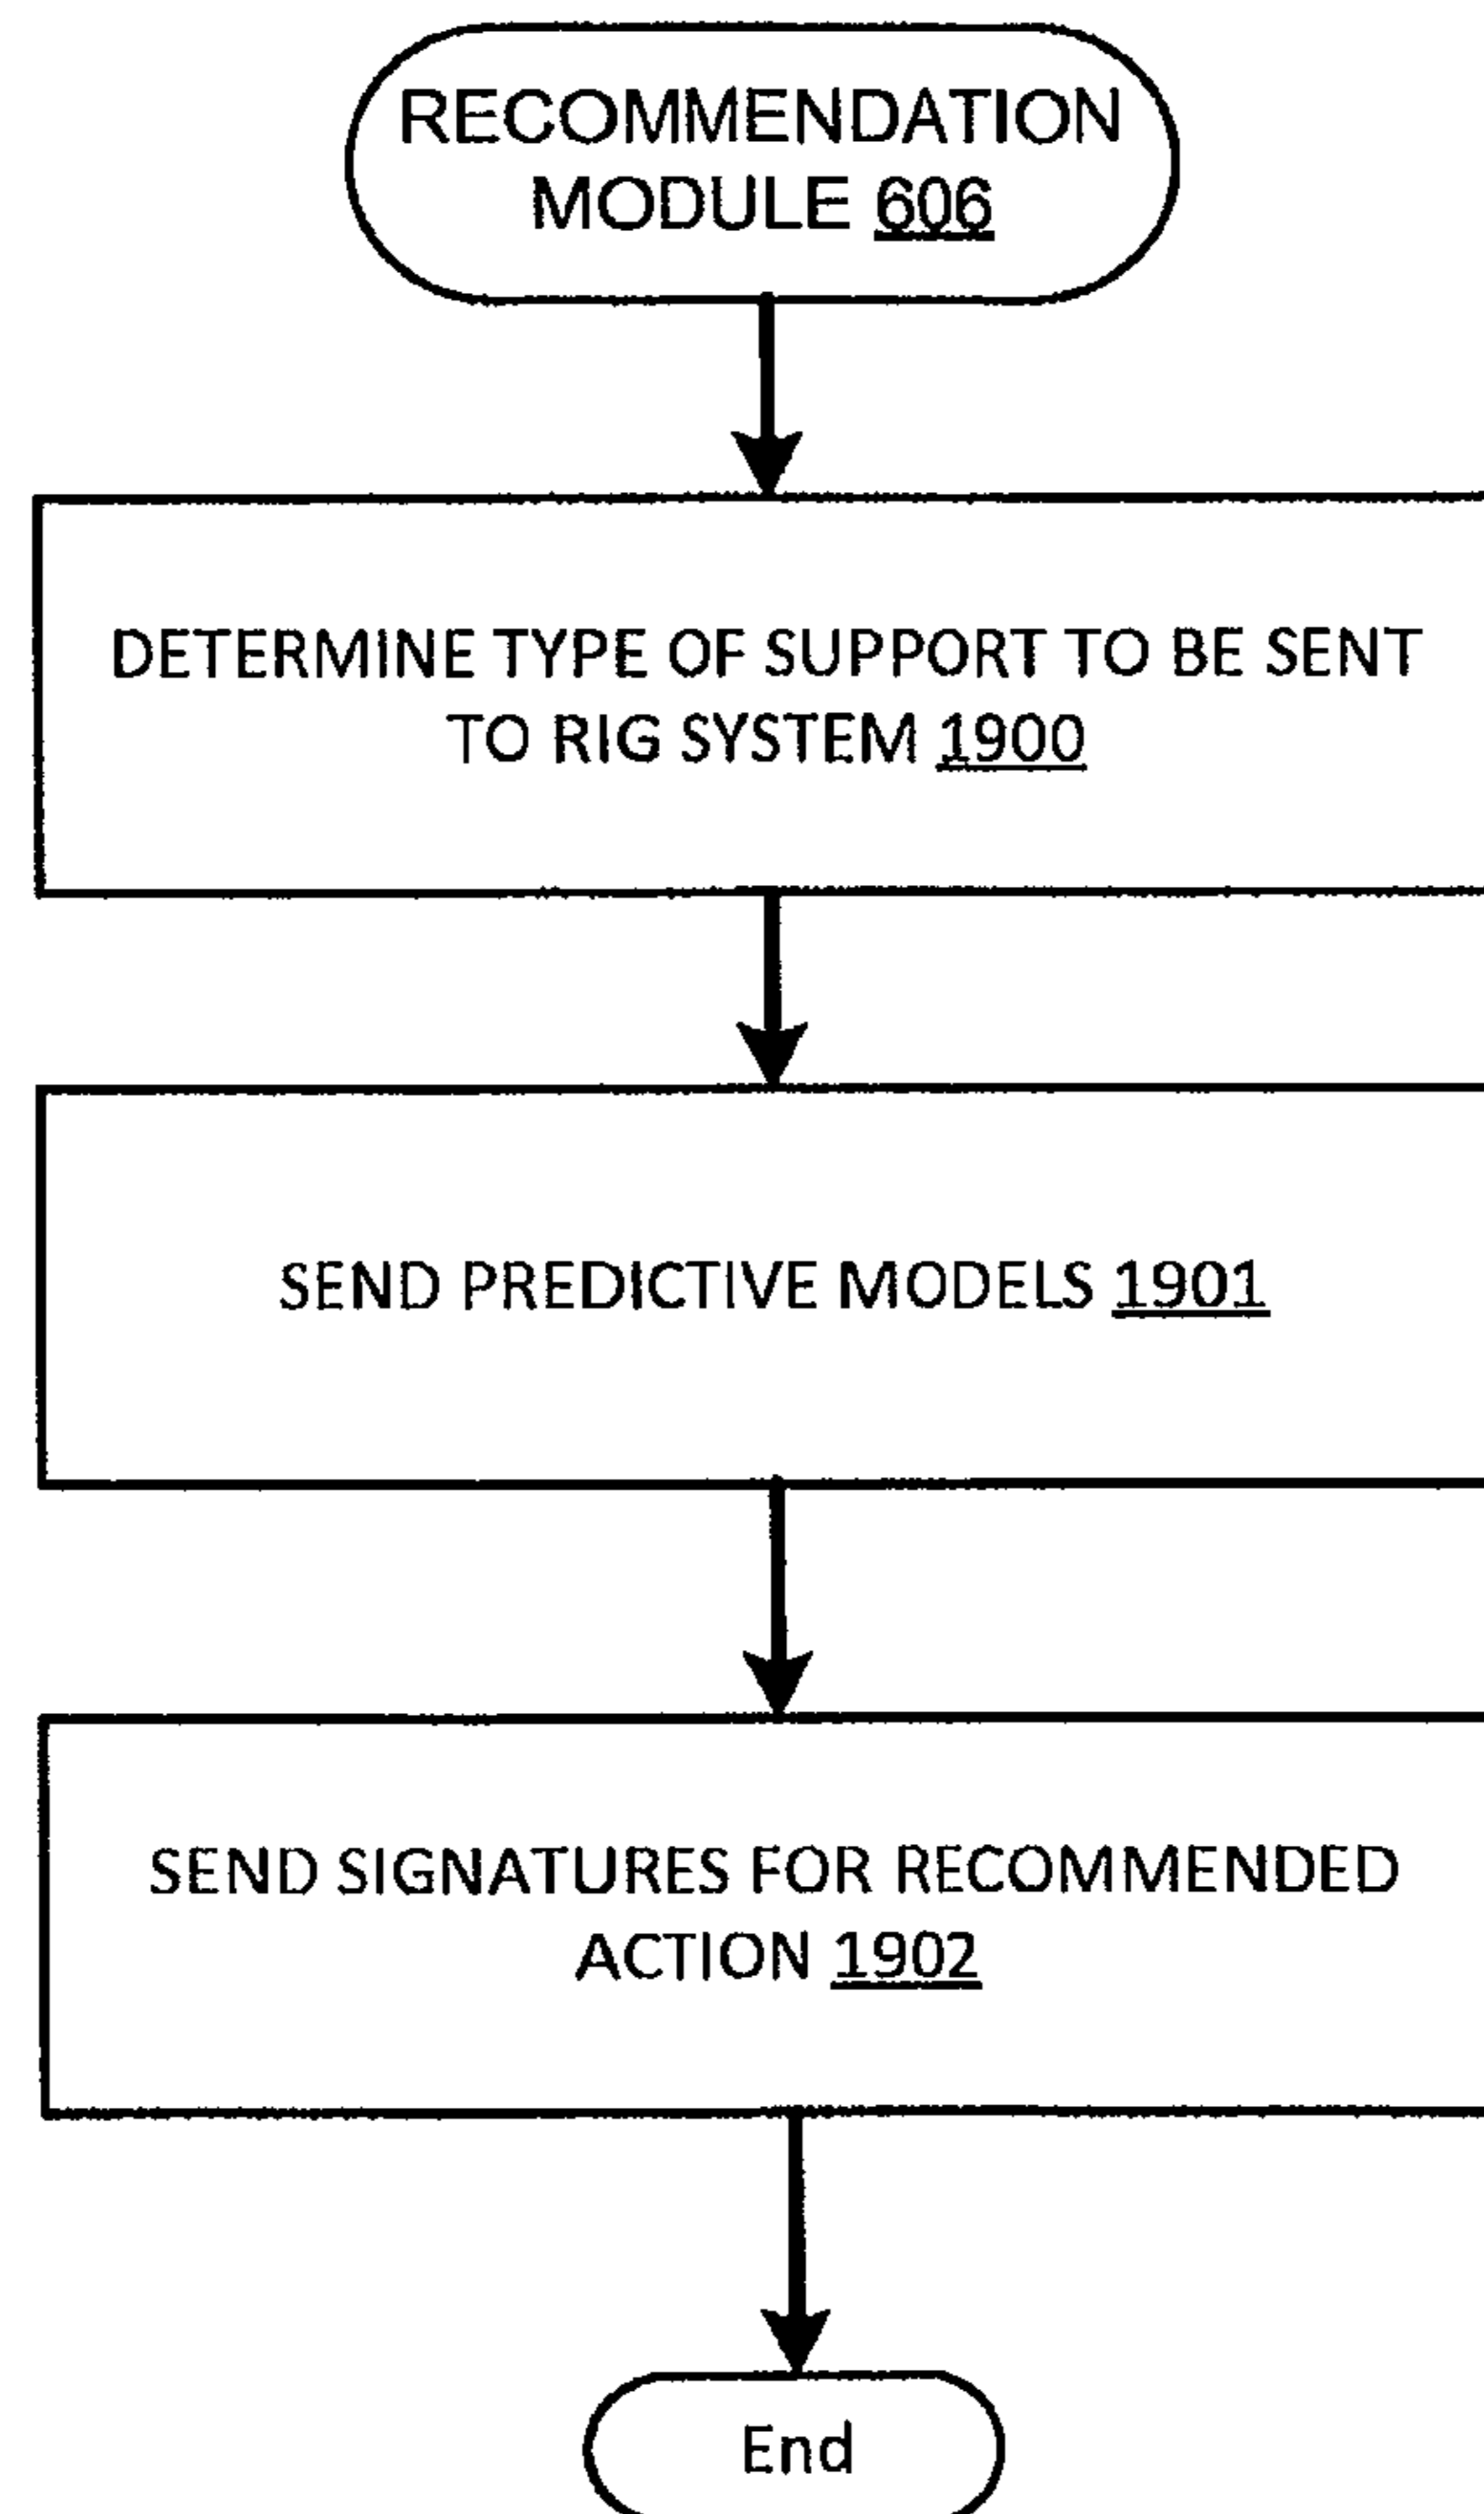 RECOMMENDATION
MODULE 606
DETERMINE TYPE OF SUPPORT TO BE SENT
TO RIG SYSTEM 1900
SEND PREDICTIVE MODELS 1901
SEND SIGNATURES FOR RECOMMENDED
ACTION 1902
End